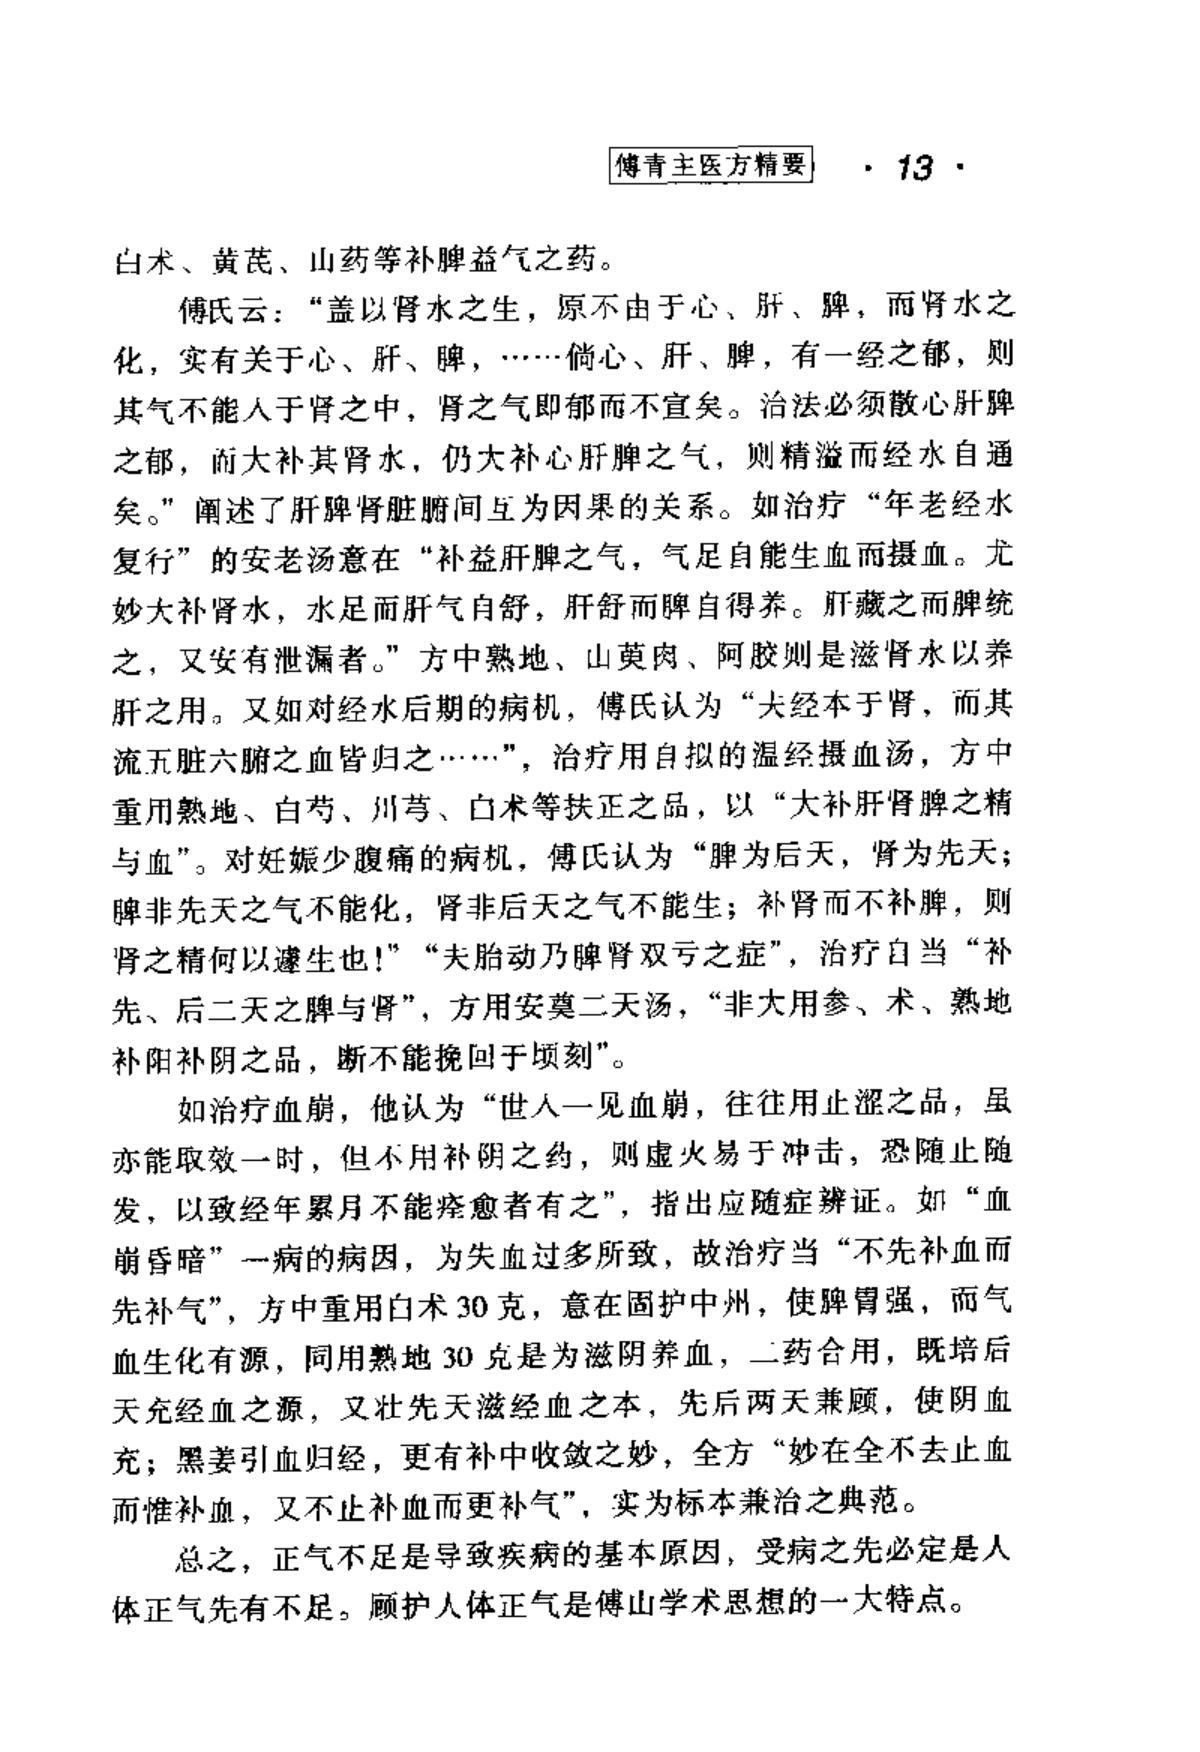 傅青主医方精要 · 13 ·
白术、黄芪、山药等补脾益气之药。
傅氏云：“盖以肾水之生，原不由于心、肝、脾，而肾水之
化，实有关于心、肝、脾，……倘心、肝、脾，有一经之郁，则
其气不能入于肾之中，肾之气即郁而不宣矣。治法必须散心肝脾
之郁，而大补其肾水，仍大补心肝脾之气，则精溢而经水自通
矣。”阐述了肝脾肾脏腑间互为因果的关系。如治疗“年老经水
复行”的安老汤意在“补益肝脾之气，气足自能生血而摄血。尤
妙大补肾水，水足而肝气自舒，肝舒而脾自得养。肝藏之而脾统
之，又安有泄漏者。”方中熟地、山萸肉、阿胶则是滋肾水以养
肝之用。又如对经水后期的病机，傅氏认为“夫经本于肾，而其
流五脏六腑之血皆归之……”，治疗用自拟的温经摄血汤，方中
重用熟地、白芍、川芎、白术等扶正之品，以“大补肝肾脾之精
与血”。对妊娠少腹痛的病机，傅氏认为“脾为后天，肾为先天；
脾非先天之气不能化，肾非后天之气不能生；补肾而不补脾，则
肾之精何以遽生也！”“夫胎动乃脾肾双亏之症”，治疗自当“补
先、后二天之脾与肾”，方用安奠二天汤，“非大用参、术、熟地
补阳补阴之品，断不能挽回于顷刻”。
如治疗血崩，他认为“世人一见血崩，往往用止涩之品，虽
亦能取效一时，但不用补阴之药，则虚火易于冲击，恐随止随
发，以致经年累月不能痊愈者有之”，指出应随症辨证。如“血
崩昏暗”一病的病因，为失血过多所致，故治疗当“不先补血而
先补气”，方中重用白术 30 克，意在固护中州，使脾胃强，而气
血生化有源，同用熟地 30 克是为滋阴养血，二药合用，既培后
天充经血之源，又壮先天滋经血之本，先后两天兼顾，使阴血
充；黑姜引血归经，更有补中收敛之妙，全方“妙在全不去止血
而惟补血，又不止补血而更补气”，实为标本兼治之典范。
总之，正气不足是导致疾病的基本原因，受病之先必定是人
体正气先有不足。顾护人体正气是傅山学术思想的一大特点。